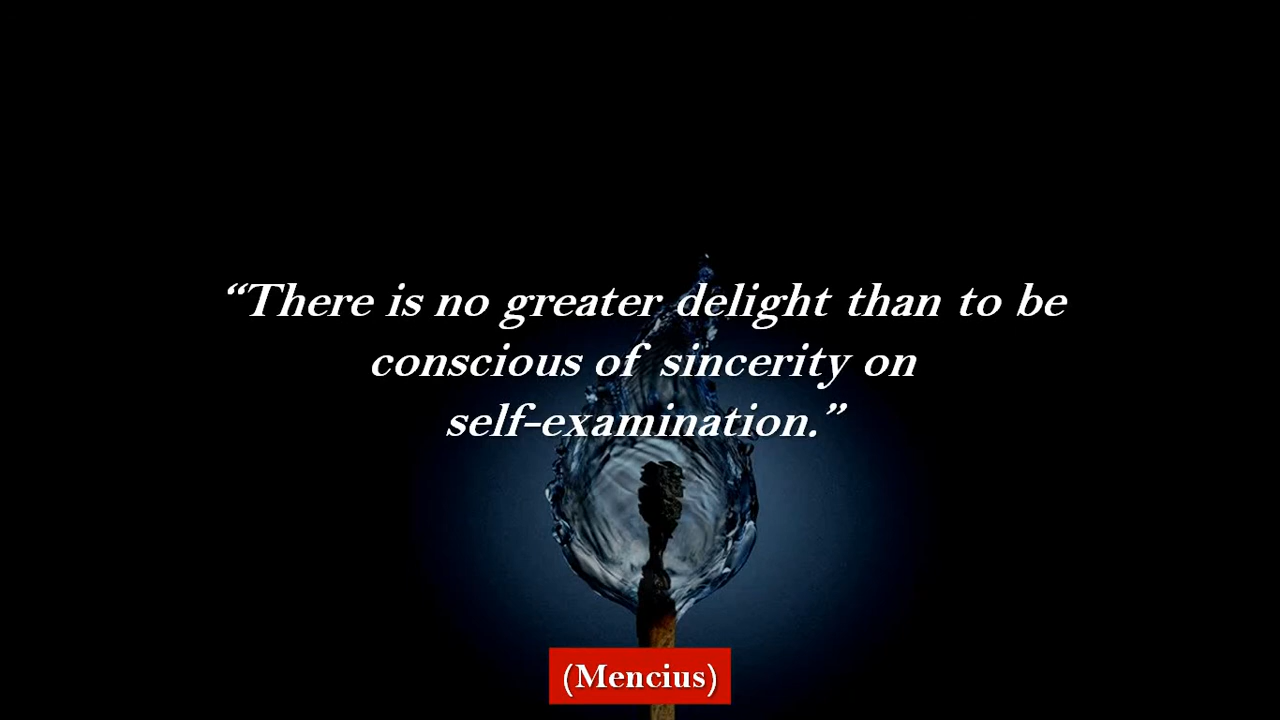 “There is no greater delight than to be
conscious of sincerity on
self-examination.”
(Mencius)